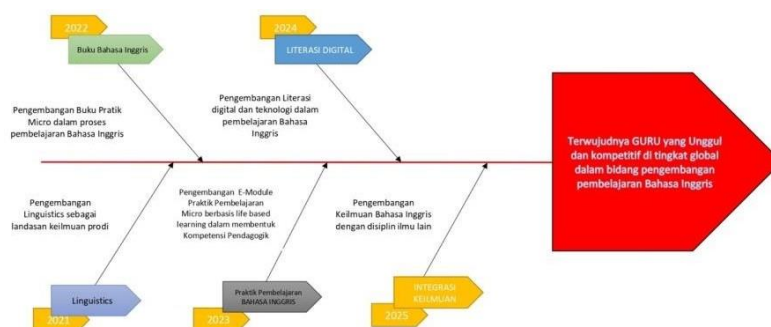 2022
Buku Bahasa Inggris
2024
LITERASI DIGITAL
Pengembangan Buku Pratik
Micro dalam proses
pembelajaran Bahasa Inggris
Pengembangan Literasi
digital dan teknologi dalam
pembelajaran Bahasa
Inggris
Terwujudnya GURU yang Unggul
dan kompetitif di tingkat global
dalam bidang pengembangan
pembelajaran Bahasa Inggris
Pengembangan
Linguistics sebagai
landasan keilmuan prodi
Pengembangan E-Module
Praktik Pembelajaran
Micro berbasis life based
learning dalam membentuk
Kompetensi Pendagogik
Pengembangan
Keilmuan Bahasa Inggris
dengan disiplin ilmu lain
Linguistics
2021
Praktik Pembelajaran
BAHASA INGGRIS
2023
INTEGRASI
KEILMUAN
2025